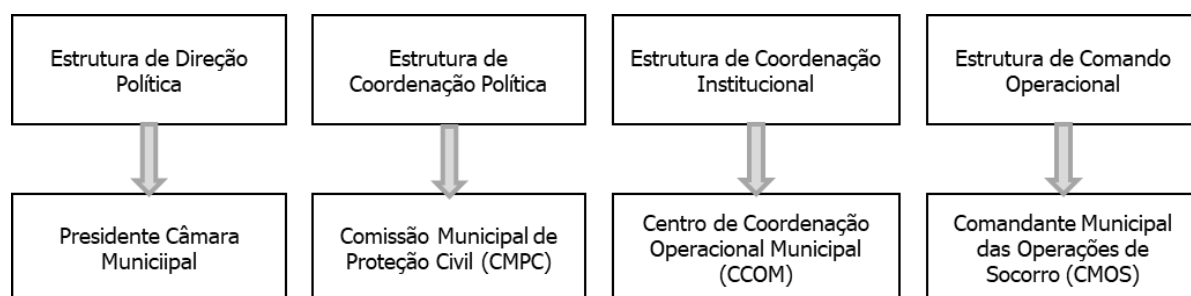 Estrutura de Direção
Política
Estrutura de
Coordenação Política
Estrutura de Coordenação
Institucional
Estrutura de Comando
Operacional
Presidente Câmara
Municiipal
Comissão Municipal de
Proteção Civil (CMPC)
Centro de Coordenação
Operacional Municipal
(CCOM)
Comandante Municipal
das Operações de
Socorro (CMOS)